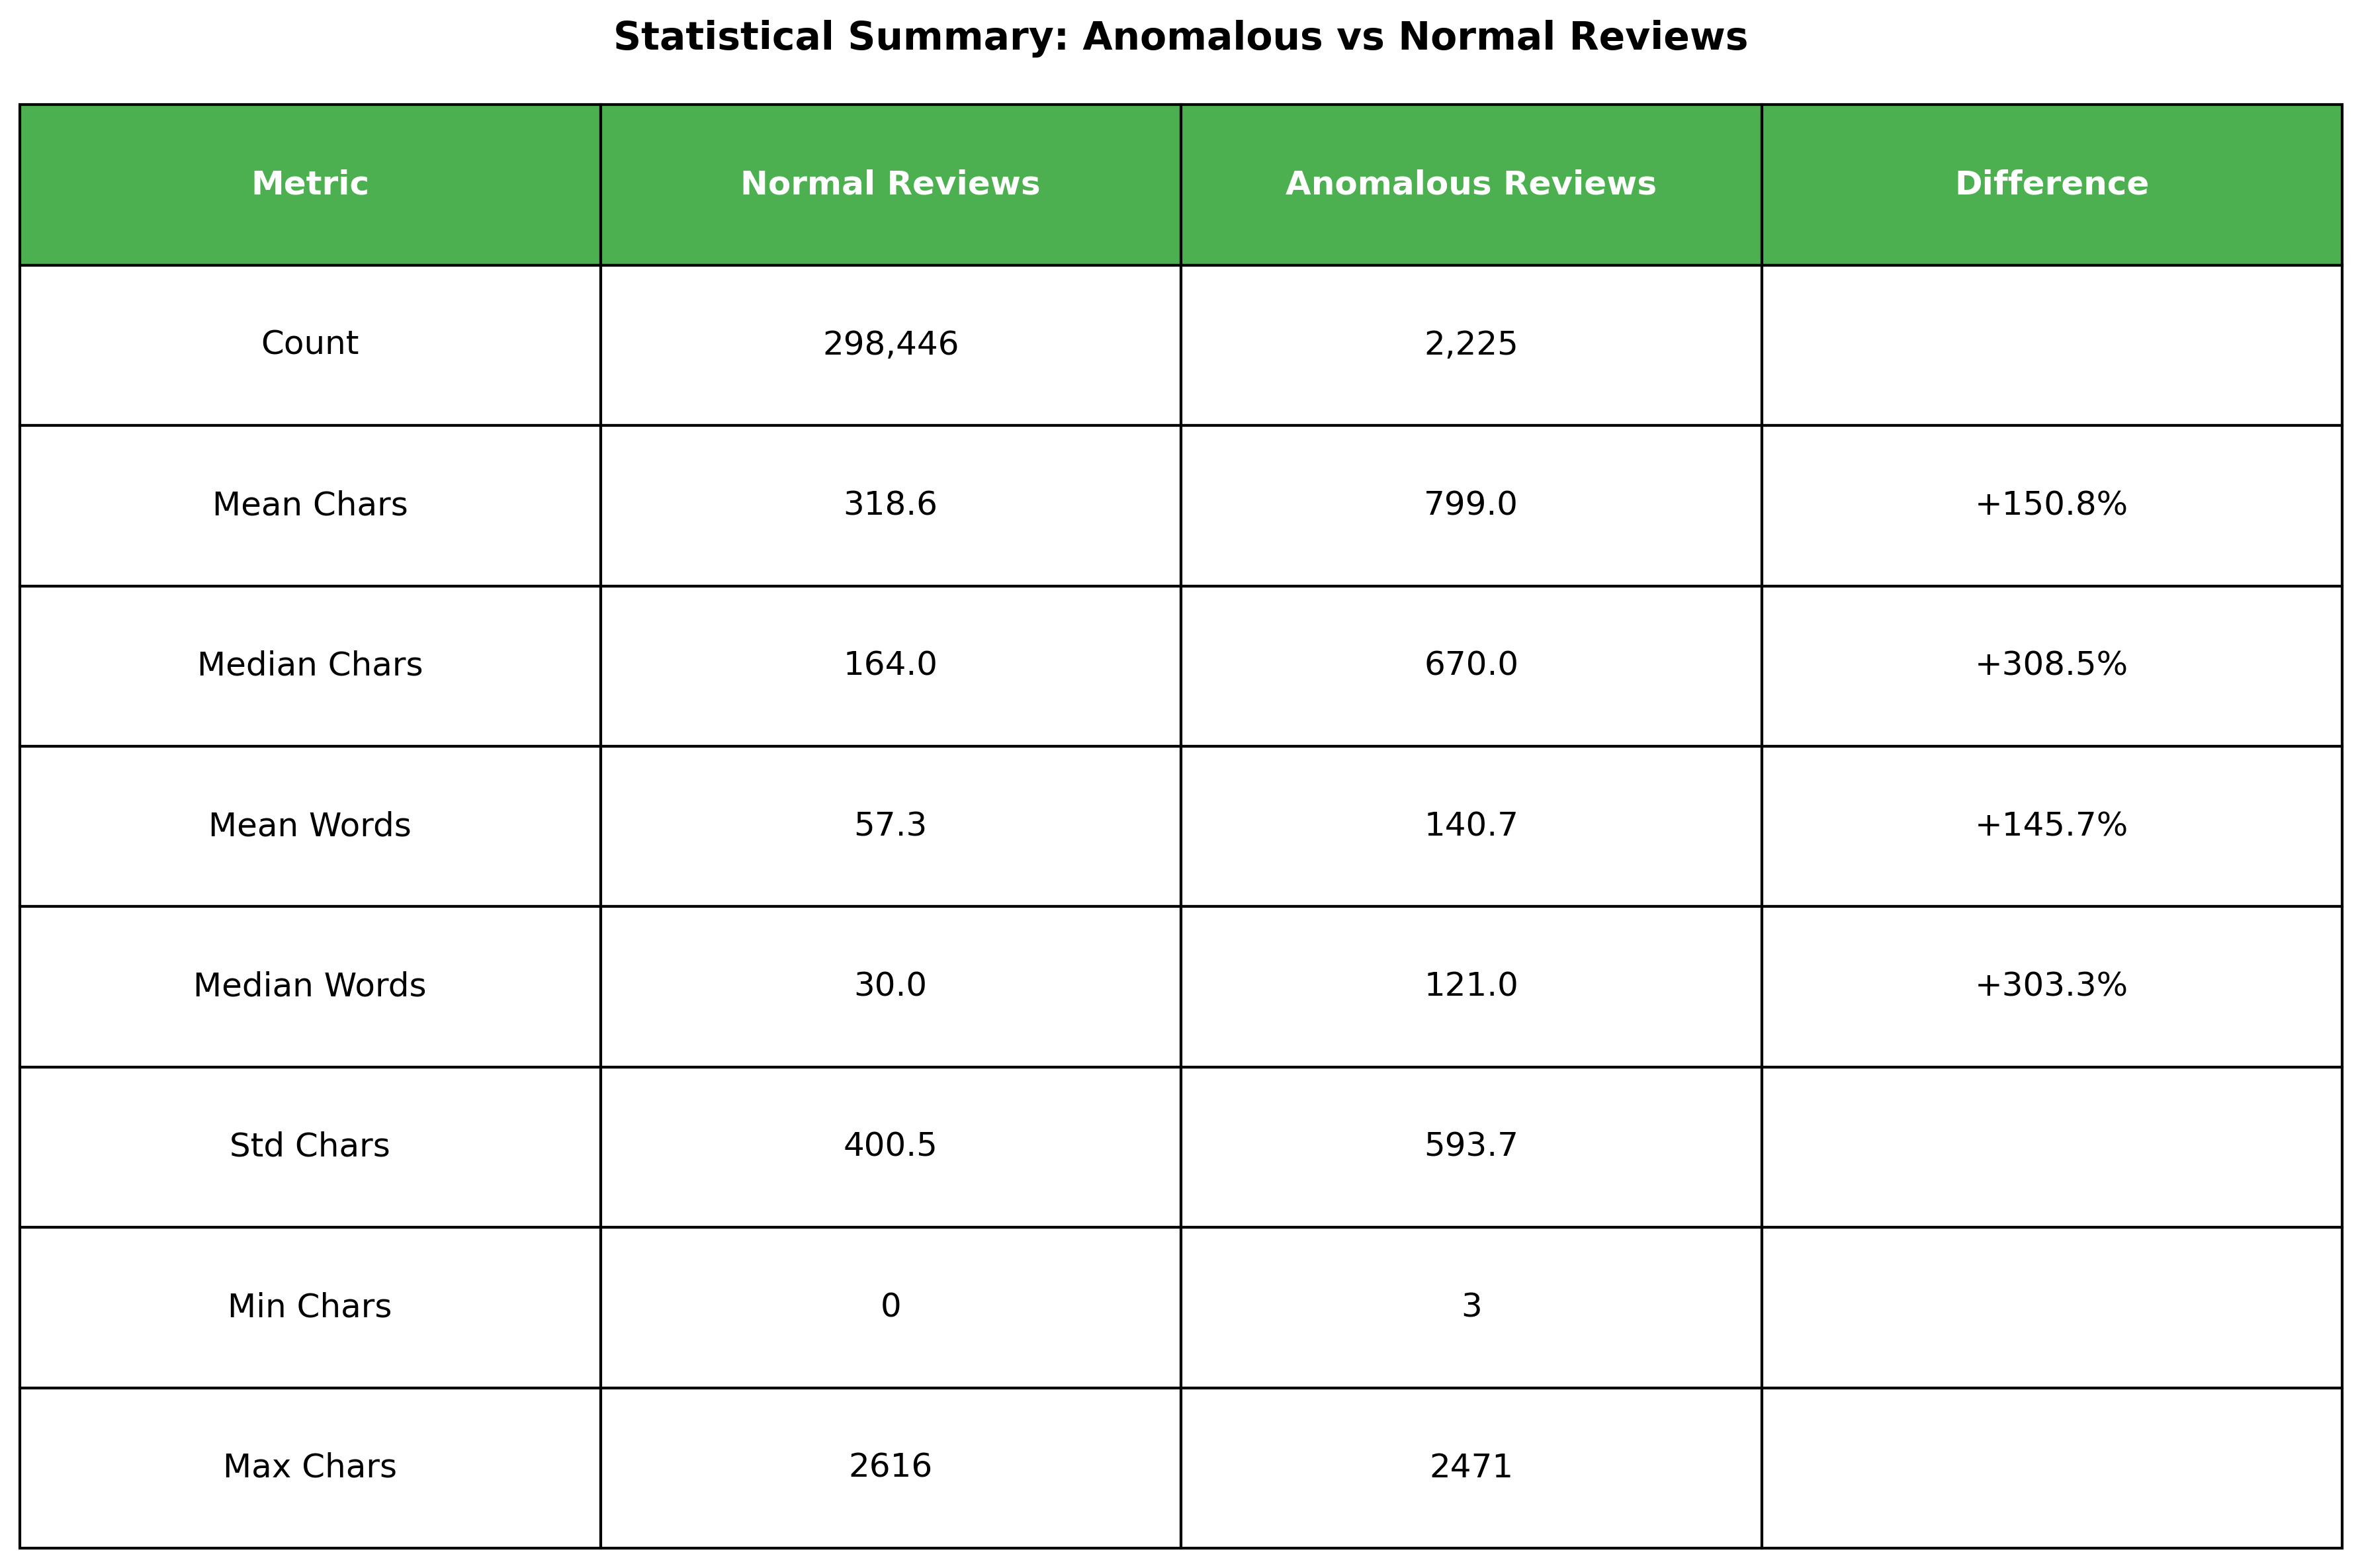 Statistical Summary: Anomalous vs Normal Reviews
Metric Normal Reviews Anomalous Reviews Difference
Count 298,446 2,225
Mean Chars 318.6 799.0 +150.8%
Median Chars 164.0 670.0 +308.5%
Mean Words 57.3 140.7 +145.7%
Median Words 30.0 121.0 +303.3%
Std Chars 400.5 593.7
Min Chars 0 3
Max Chars 2616 2471